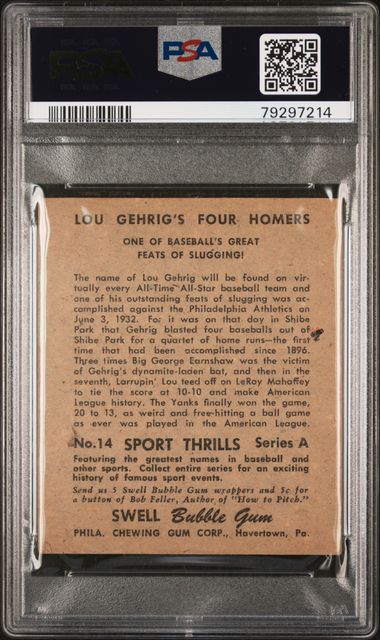 PSA
PSA
79297214
LOU GEHRIG'S FOUR HOMERS
ONE OF BASEBALL'S GREAT
FEATS OF SLUGGING!
The name of Lou Gehrig will be found on vir-
tually every All-Time All-Star baseball team and
one of his outstanding feats of slugging was ac-
complished against the Philadelphia Athletics on
June 3, 1932. For it was on that day in Shibe
Park that Gehrig blasted four baseballs out of
Shibe Park for a quartet of home runs—the first
time that had been accomplished since 1896.
Three times Big George Earnshaw was the victim
of Gehrig's dynamite-laden bat, and then in the
seventh, Larrupin' Lou teed off on LeRoy Mahaffey
to tie the score at 10-10 and make American
League history. The Yanks finally won the game,
20 to 13, as weird and free-hitting a ball game
as ever was played in the American League.
No.14 SPORT THRILLS Series A
Featuring the greatest names in baseball and
other sports. Collect entire series for an exciting
history of famous sport events.
Send us 5 Swell Bubble Gum wrappers and 5c for
a button of Bob Feller, Author of "How to Pitch."
SWELL Bubble Gum
PHILA. CHEWING GUM CORP., Havertown, Pa.